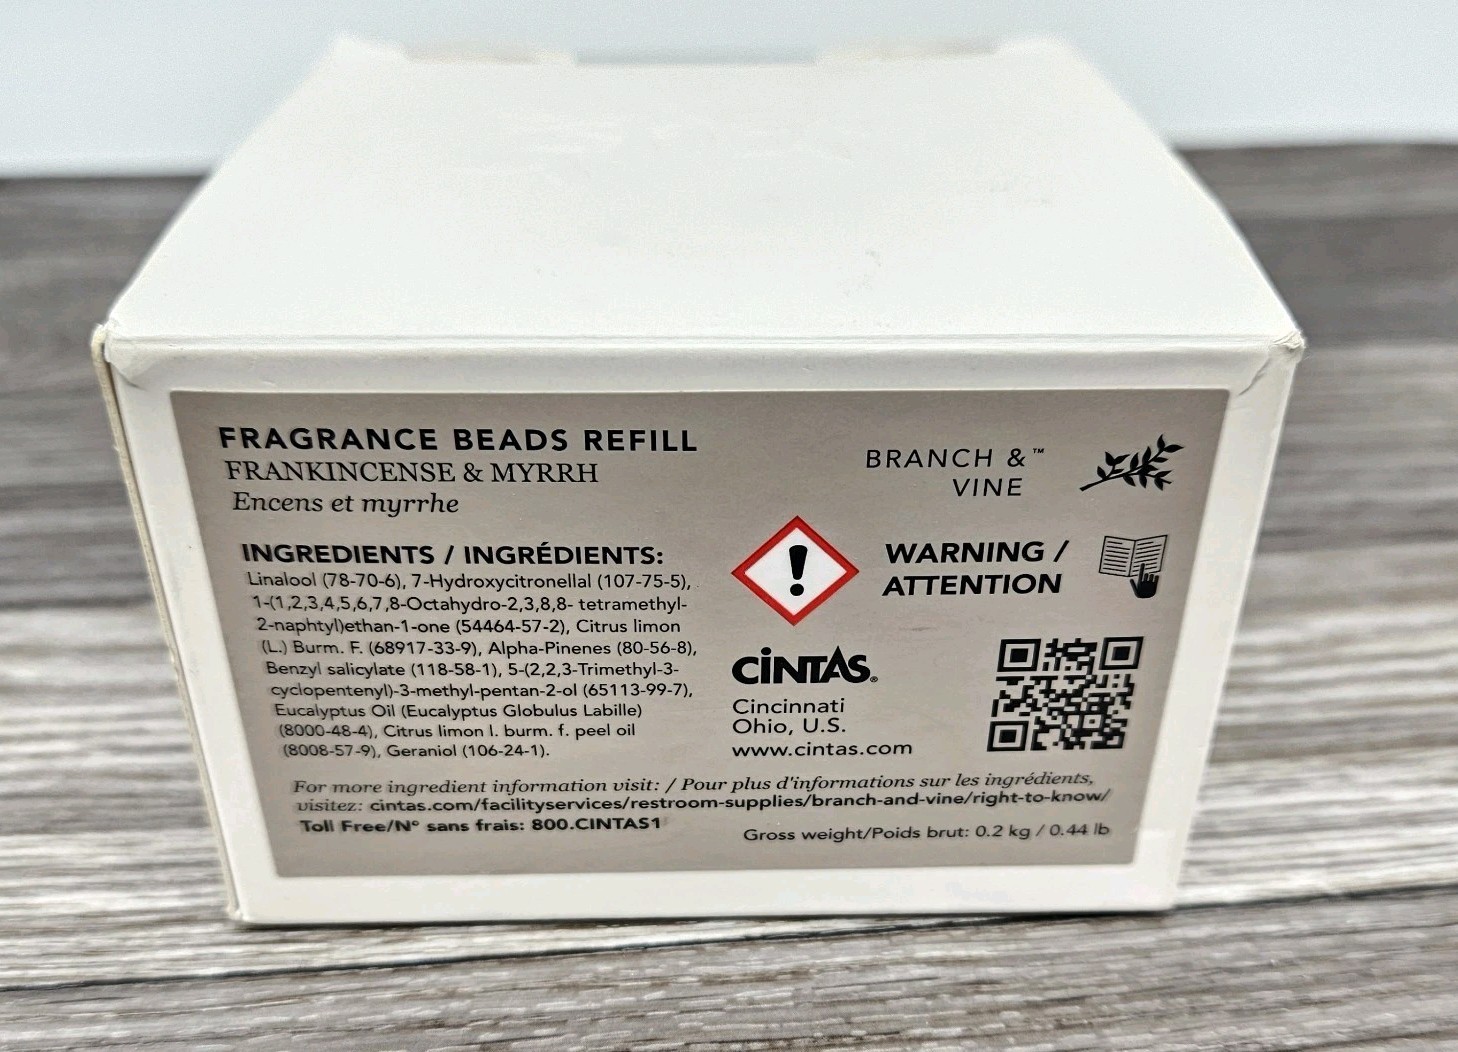 FRAGRANCE BEADS REFILL
FRANKINCENSE & MYRRH
Encens et myrrhe
BRANCH &™
VINE
INGREDIENTS / INGRÉDIENTS:
Linalool (78-70-6), 7-Hydroxycitronellal (107-75-5),
1-(1,2,3,4,5,6,7,8-Octahydro-2,3,8,8- tetramethyl-
2-naphtyl)ethan-1-one (54464-57-2), Citrus limon
(L.) Burm. F. (68917-33-9), Alpha-Pinenes (80-56-8),
Benzyl salicylate (118-58-1), 5-(2,2,3-Trimethyl-3-
cyclopentenyl)-3-methyl-pentan-2-ol (65113-99-7),
Eucalyptus Oil (Eucalyptus Globulus Labille)
(8000-48-4), Citrus limon l. burm. f. peel oil
(8008-57-9), Geraniol (106-24-1).
WARNING /
ATTENTION
CiNTAS®
Cincinnati
Ohio, U.S.
www.cintas.com
For more ingredient information visit: / Pour plus d'informations sur les ingrédients,
visitez: cintas.com/facilityservices/restroom-supplies/branch-and-vine/right-to-know/
Toll Free/N° sans frais: 800.CINTAS1
Gross weight/Poids brut: 0.2 kg / 0.44 lb